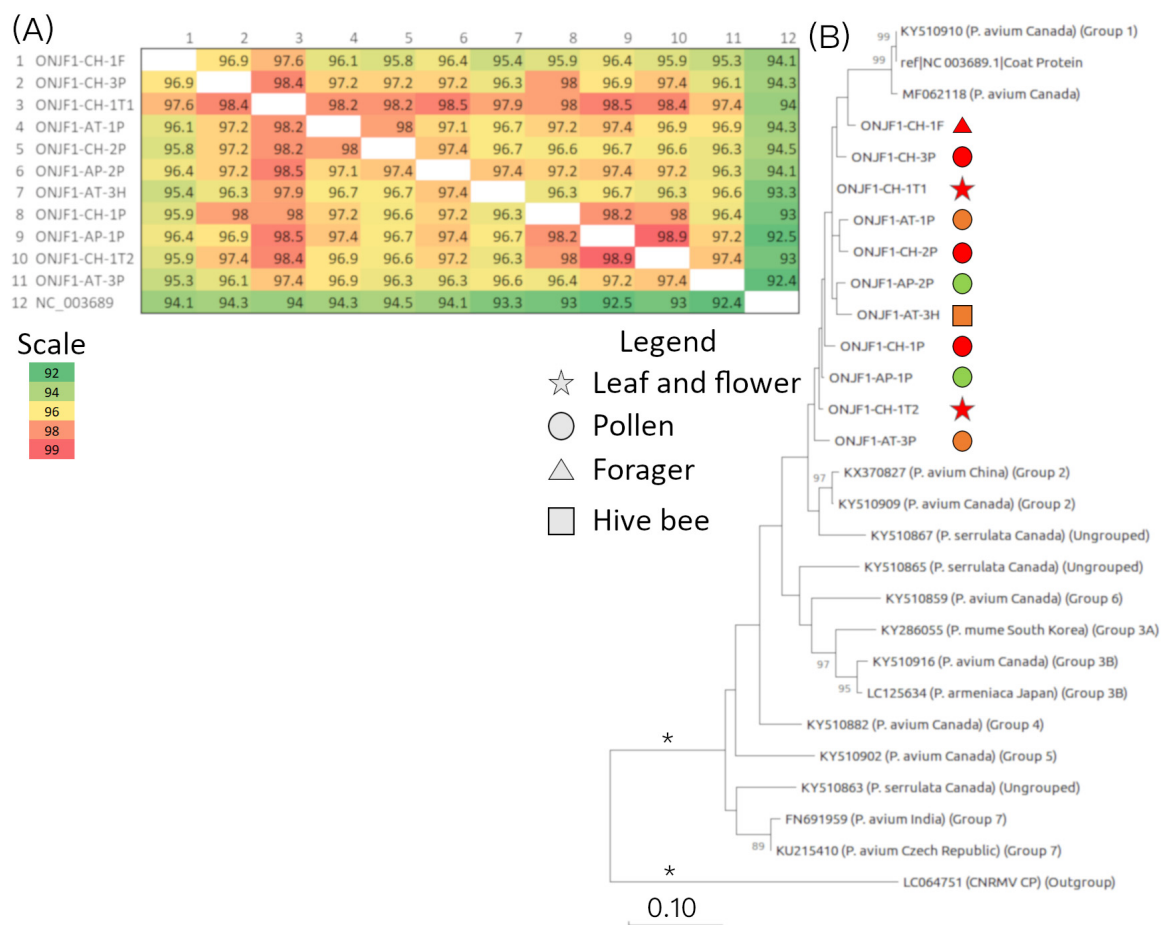 (A)
1 2 3 4 5 6 7 8 9 10 11 12
1 ONJF1-CH-1F 96.9 97.6 96.1 95.8 96.4 95.4 95.9 96.4 95.9 95.3 94.1
2 ONJF1-CH-3P 96.9 98.4 97.2 97.2 97.2 96.3 98 96.9 97.4 96.1 94.3
3 ONJF1-CH-1T1 97.6 98.4 98.2 98.2 98.5 97.9 98 98.5 98.4 97.4 94
4 ONJF1-AT-1P 96.1 97.2 98.2 98 97.1 96.7 97.2 97.4 96.9 96.9 94.3
5 ONJF1-CH-2P 95.8 97.2 98.2 98 97.4 96.7 96.6 96.7 96.6 96.3 94.5
6 ONJF1-AP-2P 96.4 97.2 98.5 97.1 97.4 97.4 97.2 97.4 97.2 96.3 94.1
7 ONJF1-AT-3H 95.4 96.3 97.9 96.7 96.7 97.4 96.3 96.7 96.3 96.6 93.3
8 ONJF1-CH-1P 95.9 98 98 97.2 96.6 97.2 96.3 98.2 98 96.4 93
9 ONJF1-AP-1P 96.4 96.9 98.5 97.4 96.7 97.4 96.7 98.2 98.9 97.2 92.5
10 ONJF1-CH-1T2 95.9 97.4 98.4 96.9 96.6 97.2 96.3 98 98.9 97.4 93
11 ONJF1-AT-3P 95.3 96.1 97.4 96.9 96.3 96.3 96.6 96.4 97.2 97.4 92.4
12 NC_003689 94.1 94.3 94 94.3 94.5 94.1 93.3 93 92.5 93 92.4
Scale
92
94
96
98
99
Legend
Leaf and flower
Pollen
Forager
Hive bee
(B)
99 KY510910 (P. avium Canada) (Group 1)
99 ref|NC 003689.1|Coat Protein
MF062118 (P. avium Canada)
ONJF1-CH-1F
ONJF1-CH-3P
ONJF1-CH-1T1
ONJF1-AT-1P
ONJF1-CH-2P
ONJF1-AP-2P
ONJF1-AT-3H
ONJF1-CH-1P
ONJF1-AP-1P
ONJF1-CH-1T2
ONJF1-AT-3P
97 KX370827 (P. avium China) (Group 2)
KY510909 (P. avium Canada) (Group 2)
KY510867 (P. serrulata Canada) (Ungrouped)
KY510865 (P. serrulata Canada) (Ungrouped)
KY510859 (P. avium Canada) (Group 6)
KY286055 (P. mume South Korea) (Group 3A)
97 KY510916 (P. avium Canada) (Group 3B)
95 LC125634 (P. armeniaca Japan) (Group 3B)
KY510882 (P. avium Canada) (Group 4)
*
KY510902 (P. avium Canada) (Group 5)
KY510863 (P. serrulata Canada) (Ungrouped)
FN691959 (P. avium India) (Group 7)
89 KU215410 (P. avium Czech Republic) (Group 7)
*
LC064751 (CNRMV CP) (Outgroup)
0.10